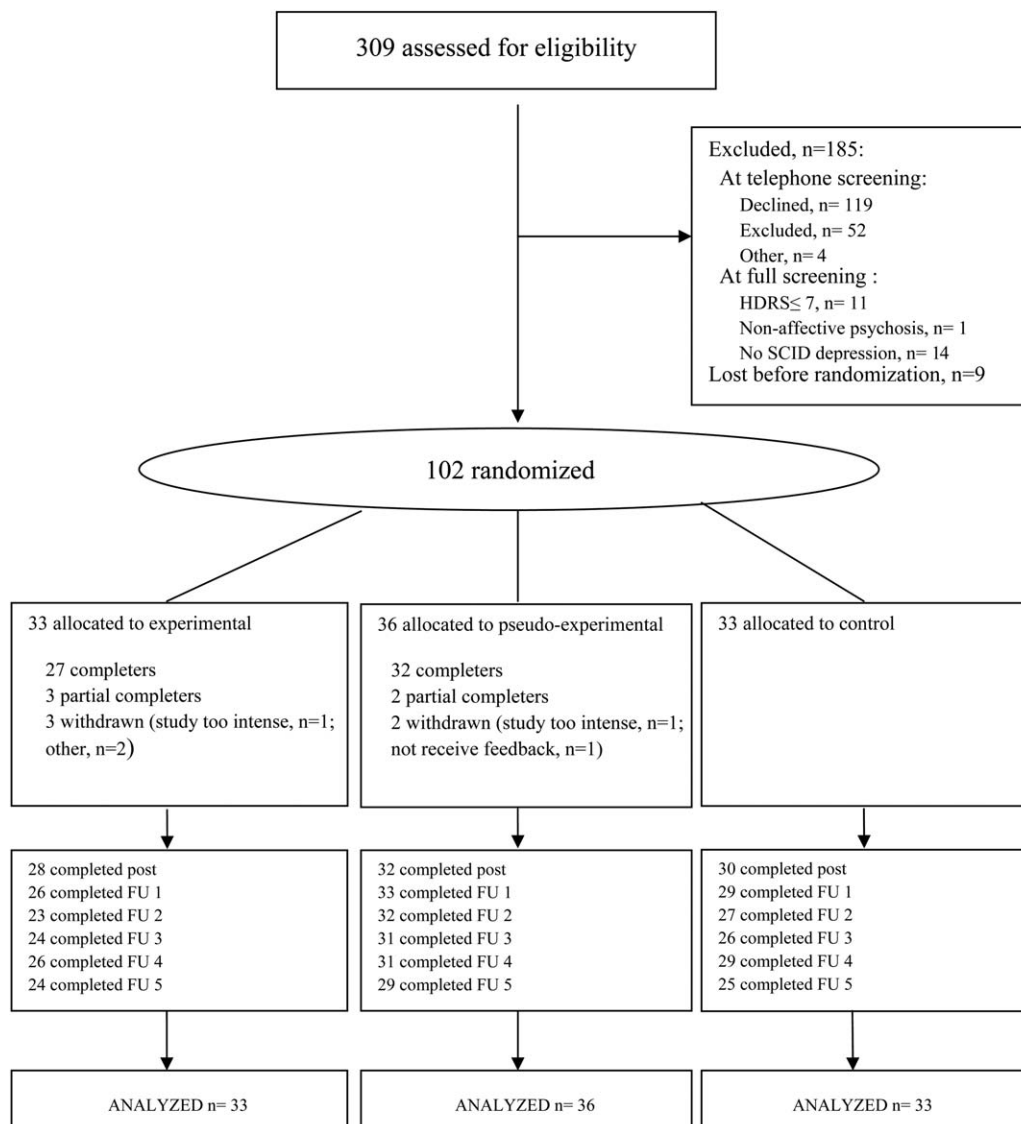 309 assessed for eligibility
Excluded, n=185:
At telephone screening:
Declined, n= 119
Excluded, n= 52
Other, n= 4
At full screening :
HDRS≤ 7, n= 11
Non-affective psychosis, n= 1
No SCID depression, n= 14
Lost before randomization, n=9
102 randomized
33 allocated to experimental
27 completers
3 partial completers
3 withdrawn (study too intense, n=1;
other, n=2)
36 allocated to pseudo-experimental
32 completers
2 partial completers
2 withdrawn (study too intense, n=1;
not receive feedback, n=1)
33 allocated to control
28 completed post
26 completed FU 1
23 completed FU 2
24 completed FU 3
26 completed FU 4
24 completed FU 5
32 completed post
33 completed FU 1
32 completed FU 2
31 completed FU 3
31 completed FU 4
29 completed FU 5
30 completed post
29 completed FU 1
27 completed FU 2
26 completed FU 3
29 completed FU 4
25 completed FU 5
ANALYZED n= 33
ANALYZED n= 36
ANALYZED n= 33